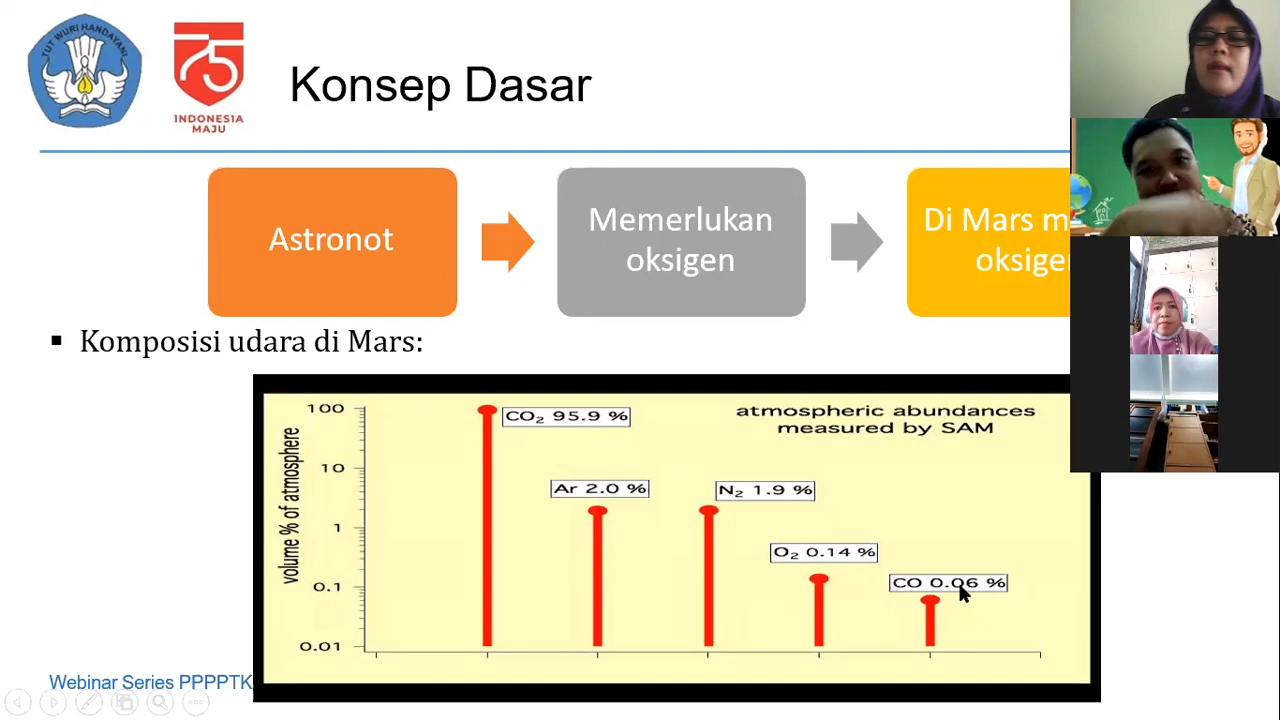 TUT WURI HANDAYANI
75
INDONESIA
MAJU
Konsep Dasar
Astronot
Memerlukan
oksigen
Di Mars m
oksige
▪ Komposisi udara di Mars:
atmospheric abundances
measured by SAM
volume % of atmosphere
100
10
1
0.1
0.01
CO₂ 95.9 %
Ar 2.0 %
N₂ 1.9 %
O₂ 0.14 %
CO 0.06 %
Webinar Series PPPPTK